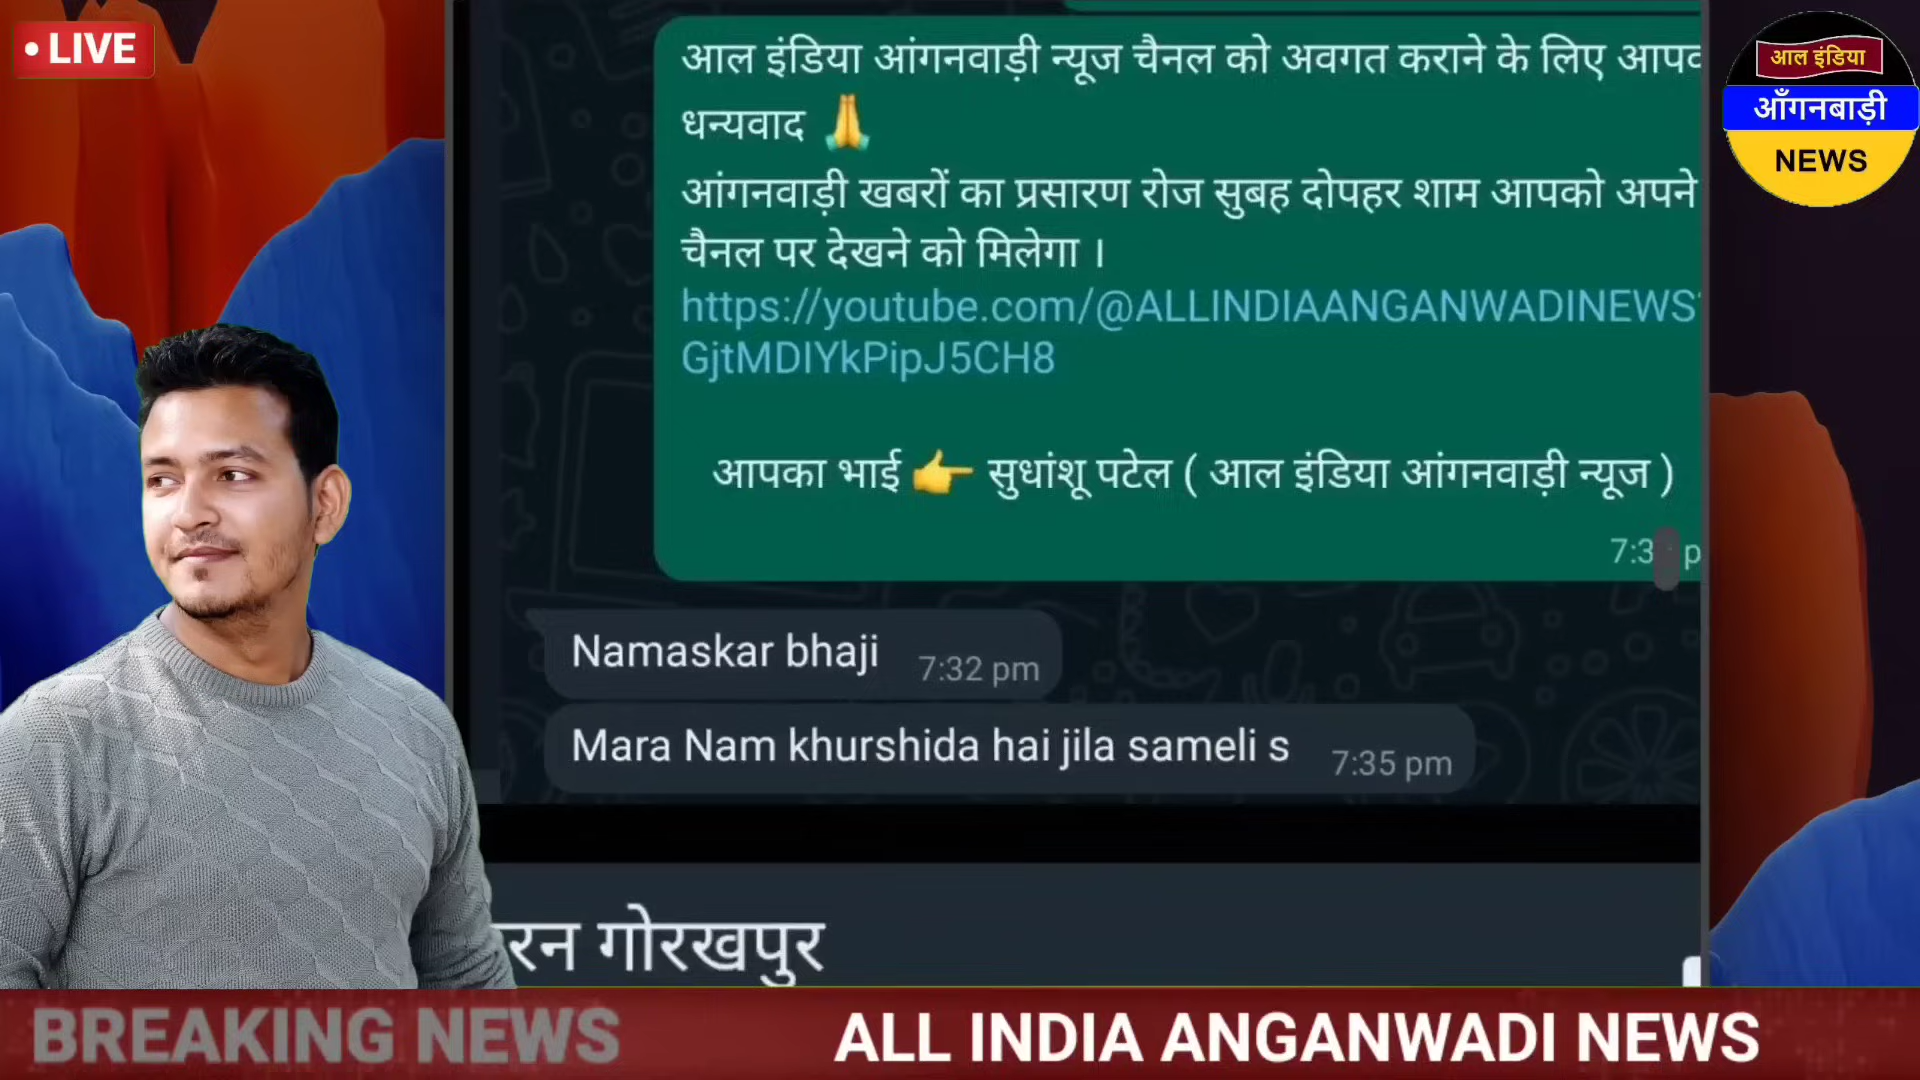 • LIVE
आल इंडिया आंगनवाड़ी न्यूज चैनल को अवगत कराने के लिए
धन्यवाद 🙏
आंगनवाड़ी खबरों का प्रसारण रोज सुबह दोपहर शाम आपको अपने
चैनल पर देखने को मिलेगा ।
https://youtube.com/@ALLINDIAANGANWADINEWS
GjtMDIYkPipJ5CH8
आपका भाई 👉 सुधांशू पटेल ( आल इंडिया आंगनवाड़ी न्यूज )
Namaskar bhaji 7:32 pm
Mara Nam khurshida hai jila sameli s 7:35 pm
रन गोरखपुर
आल इंडिया
आँगनबाड़ी
NEWS
BREAKING NEWS
ALL INDIA ANGANWADI NEWS